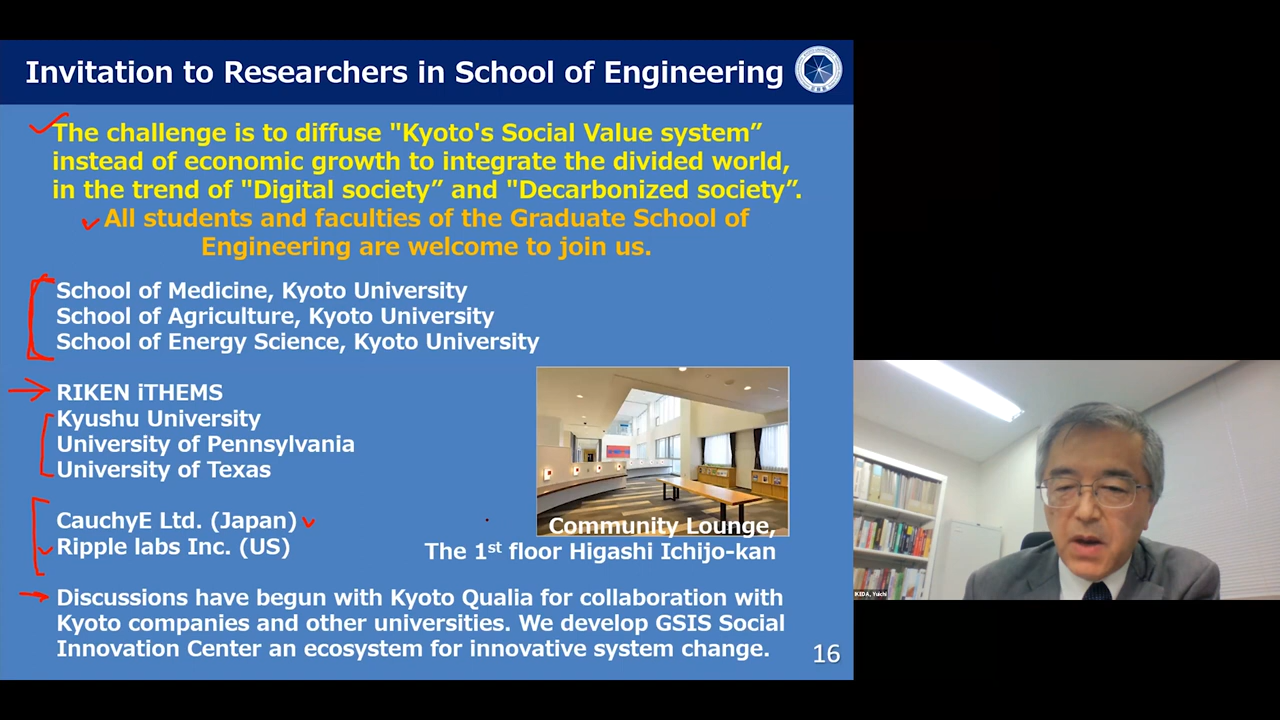 Invitation to Researchers in School of Engineering
The challenge is to diffuse "Kyoto's Social Value system”
instead of economic growth to integrate the divided world,
in the trend of "Digital society” and "Decarbonized society”.
All students and faculties of the Graduate School of
Engineering are welcome to join us.
School of Medicine, Kyoto University
School of Agriculture, Kyoto University
School of Energy Science, Kyoto University
RIKEN iTHEMS
Kyushu University
University of Pennsylvania
University of Texas
CauchyE Ltd. (Japan)
Ripple labs Inc. (US)
Community Lounge,
The 1st floor Higashi Ichijo-kan
Discussions have begun with Kyoto Qualia for collaboration with
Kyoto companies and other universities. We develop GSIS Social
Innovation Center an ecosystem for innovative system change.
16
IKEDA, Yuichi